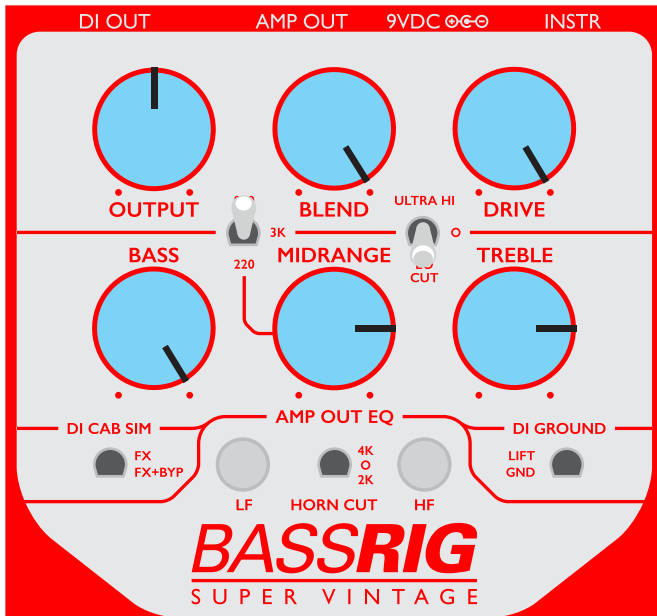 DI OUT AMP OUT 9VDC INSTR
OUTPUT BLEND DRIVE
ULTRA HI
3K
BASS MIDRANGE TREBLE
220
CUT
DI CAB SIM AMP OUT EQ DI GROUND
FX 4K LIFT
FX+BYP 2K GND
LF HORN CUT HF
BASSRIG
SUPER VINTAGE